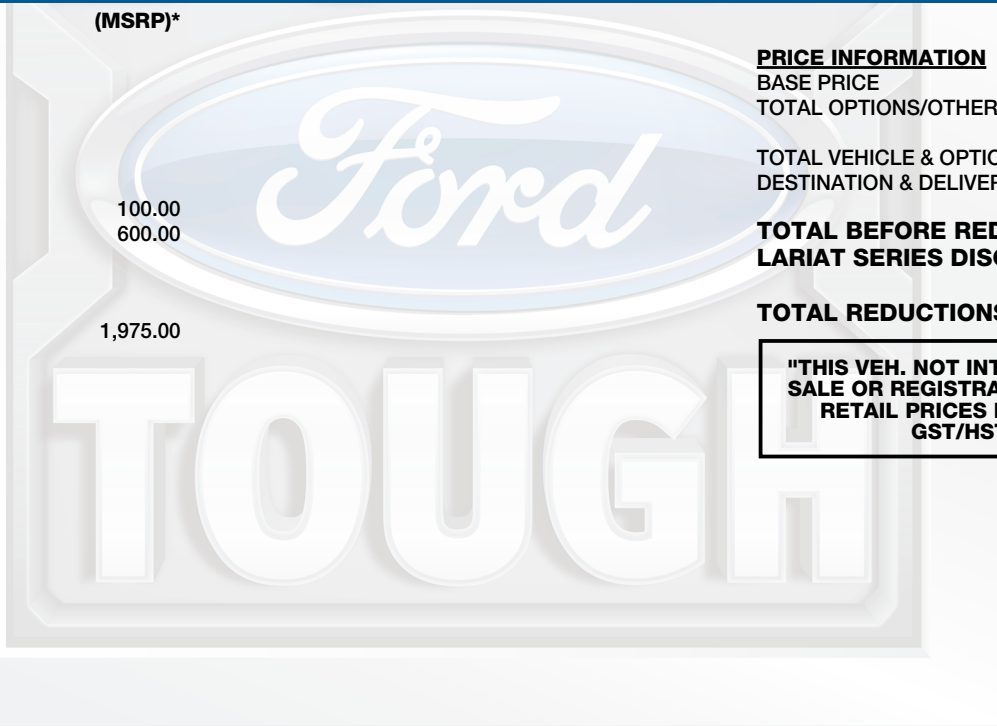 (MSRP)*
100.00
600.00
1,975.00
Ford
TOUGH
PRICE INFORMATION
BASE PRICE
TOTAL OPTIONS/OTHER
TOTAL VEHICLE & OPTIO
DESTINATION & DELIVER
TOTAL BEFORE RED
LARIAT SERIES DISC
TOTAL REDUCTIONS
"THIS VEH. NOT INT
SALE OR REGISTRA
RETAIL PRICES
GST/HST